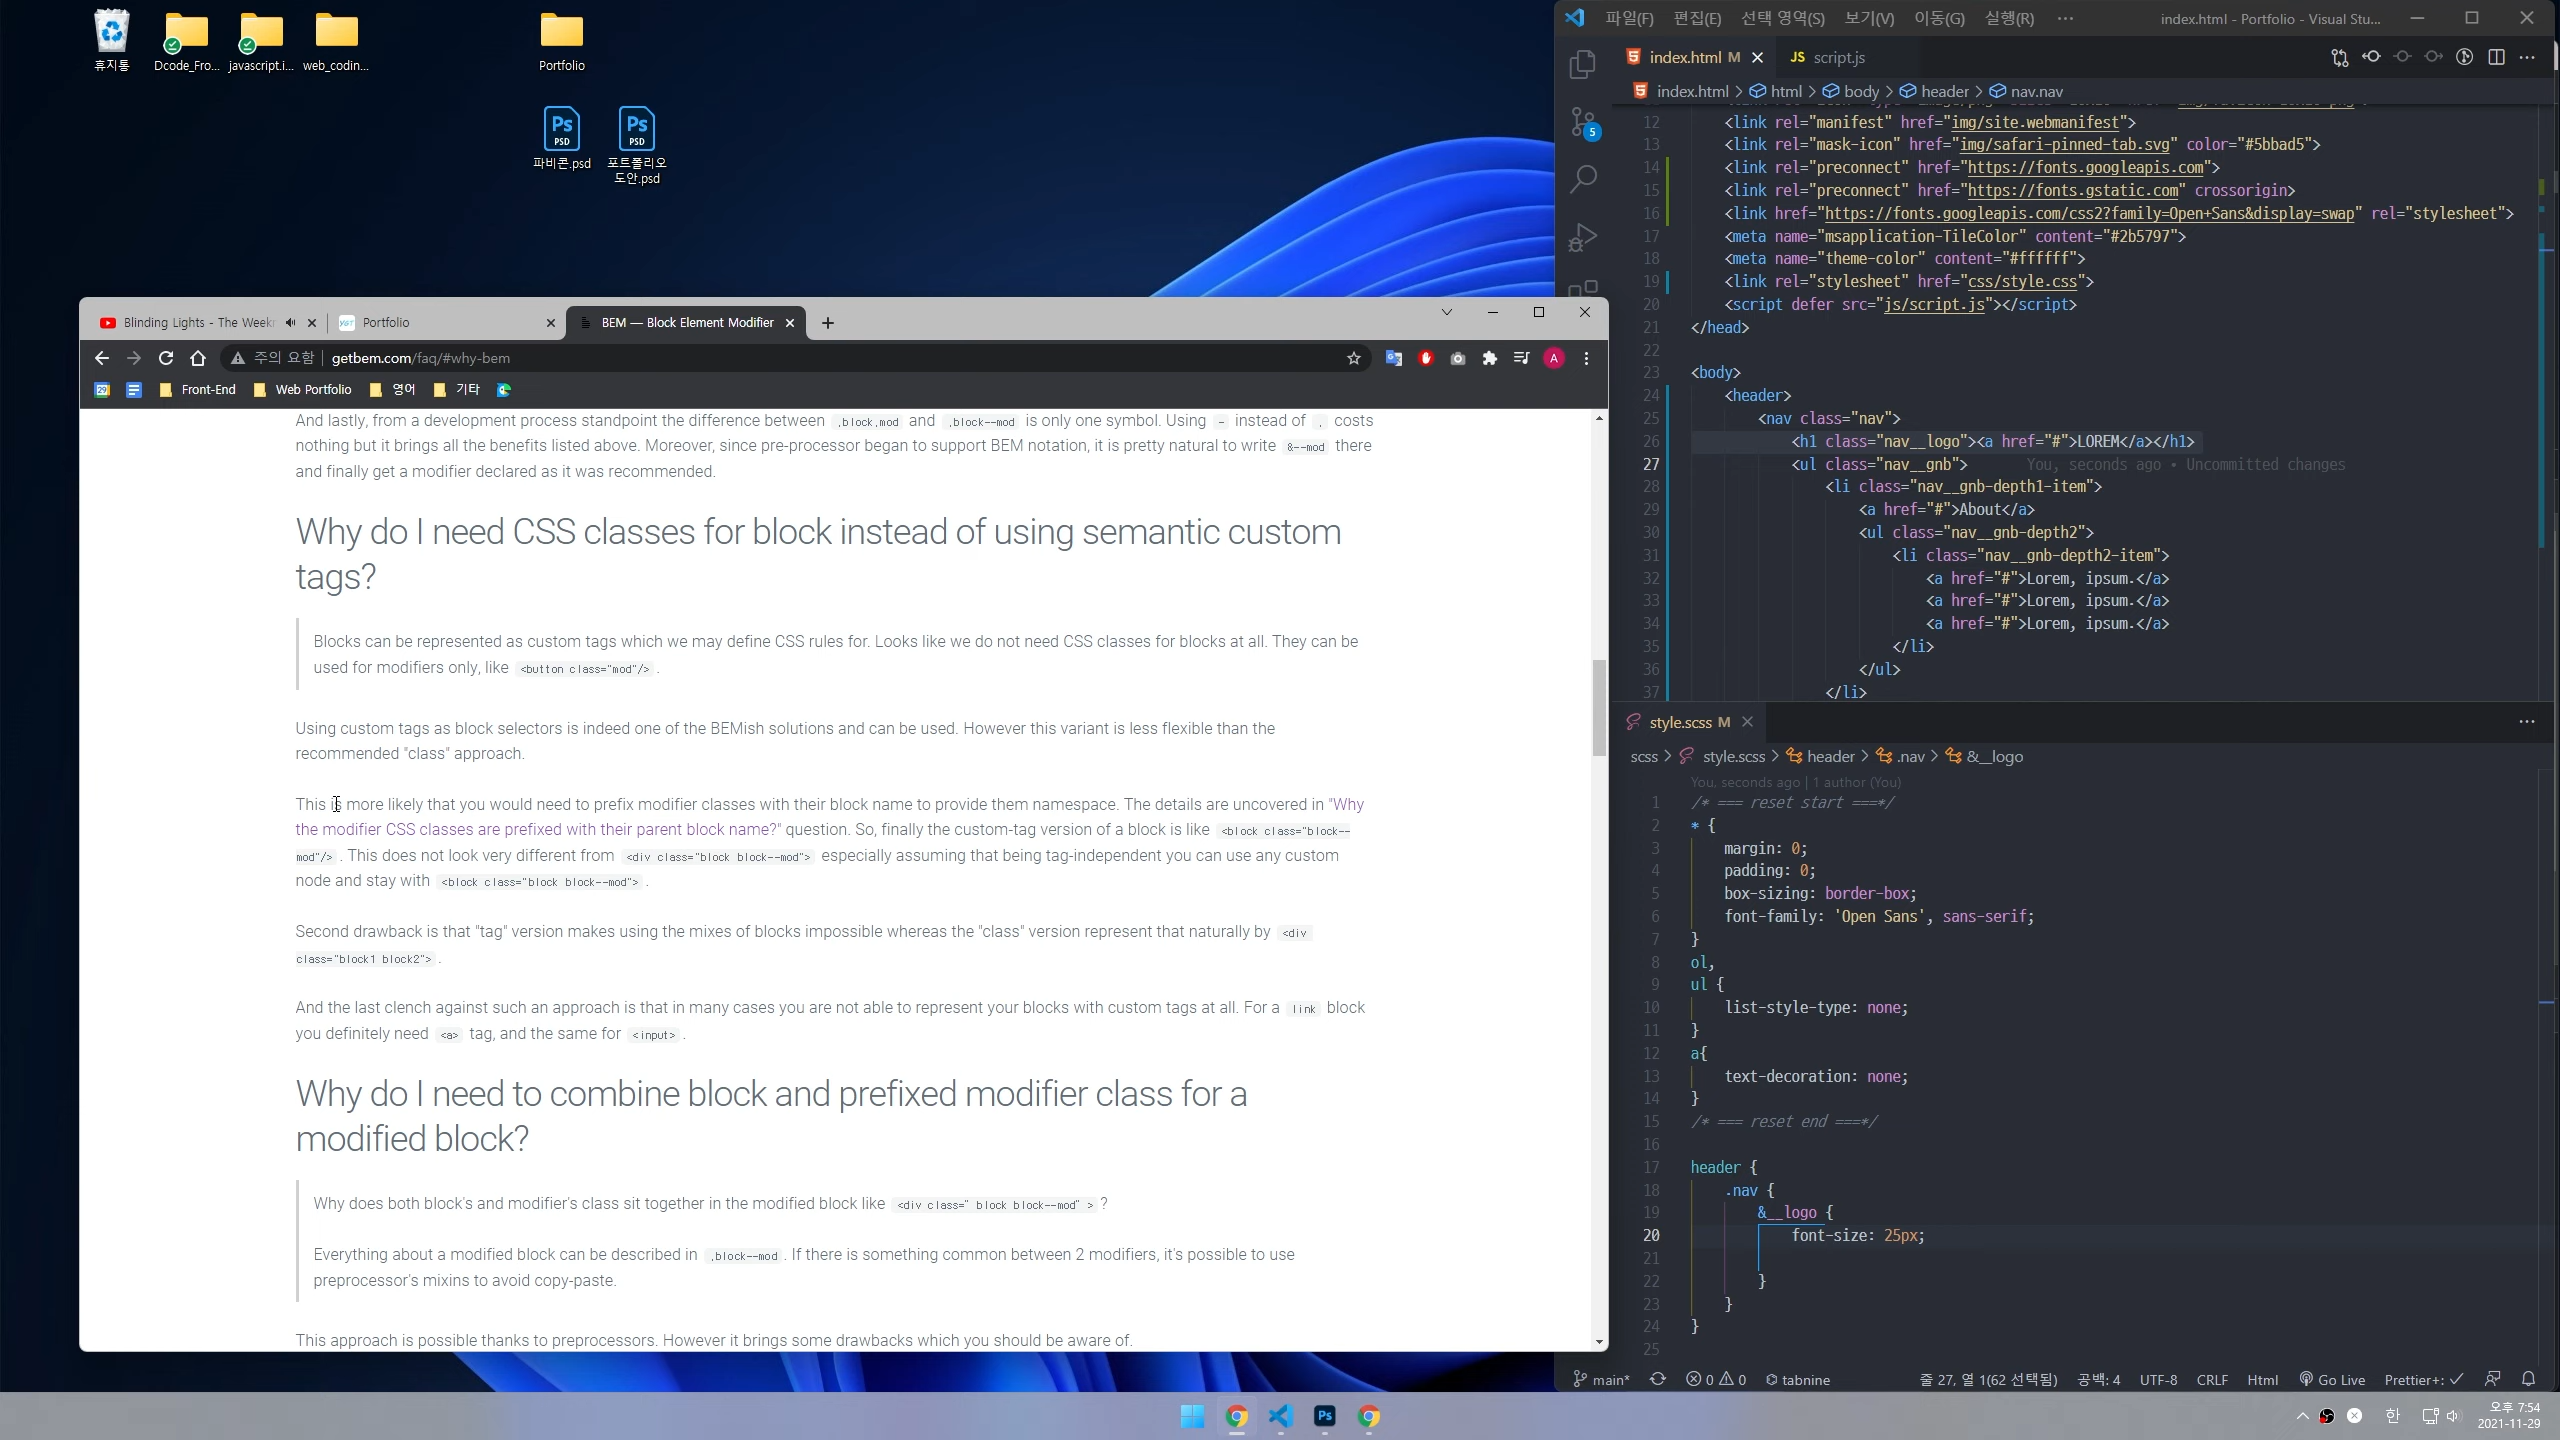 휴지통
Dcode_Fro...
javascript.i...
web_codin...
Portfolio
Ps
PSD
파비콘.psd
Ps
PSD
포트폴리오
도안.psd
Blinding Lights - The Week
Portfolio
BEM — Block Element Modifier
주의 요함
getbem.com/faq/#why-bem
A
29
Front-End
Web Portfolio
영어
기타
And lastly, from a development process standpoint the difference between .block.mod and .block--mod is only one symbol. Using - instead of . costs
nothing but it brings all the benefits listed above. Moreover, since pre-processor began to support BEM notation, it is pretty natural to write &--mod there
and finally get a modifier declared as it was recommended.
Why do I need CSS classes for block instead of using semantic custom
tags?
Blocks can be represented as custom tags which we may define CSS rules for. Looks like we do not need CSS classes for blocks at all. They can be
used for modifiers only, like <button class="mod"/> .
Using custom tags as block selectors is indeed one of the BEMish solutions and can be used. However this variant is less flexible than the
recommended "class" approach.
This is more likely that you would need to prefix modifier classes with their block name to provide them namespace. The details are uncovered in "Why
the modifier CSS classes are prefixed with their parent block name?" question. So, finally the custom-tag version of a block is like <block class="block--
mod"/> . This does not look very different from <div class="block block--mod"> especially assuming that being tag-independent you can use any custom
node and stay with <block class="block block--mod"> .
Second drawback is that "tag" version makes using the mixes of blocks impossible whereas the "class" version represent that naturally by <div
class="block1 block2"> .
And the last clench against such an approach is that in many cases you are not able to represent your blocks with custom tags at all. For a link block
you definitely need <a> tag, and the same for <input> .
Why do I need to combine block and prefixed modifier class for a
modified block?
Why does both block's and modifier's class sit together in the modified block like <div class=" block block--mod" > ?
Everything about a modified block can be described in .block--mod . If there is something common between 2 modifiers, it's possible to use
preprocessor's mixins to avoid copy-paste.
This approach is possible thanks to preprocessors. However it brings some drawbacks which you should be aware of.
파일(F) 편집(E) 선택 영역(S) 보기(V) 이동(G) 실행(R) ··· index.html - Portfolio - Visual Stu...
index.html M
JS script.js
index.html > html > body > header > nav.nav
5
12 <link rel="manifest" href="img/site.webmanifest">
13 <link rel="mask-icon" href="img/safari-pinned-tab.svg" color="#5bbad5">
14 <link rel="preconnect" href="https://fonts.googleapis.com">
15 <link rel="preconnect" href="https://fonts.gstatic.com" crossorigin>
16 <link href="https://fonts.googleapis.com/css2?family=Open+Sans&display=swap" rel="stylesheet">
17 <meta name="msapplication-TileColor" content="#2b5797">
18 <meta name="theme-color" content="#ffffff">
19 <link rel="stylesheet" href="css/style.css">
20 <script defer src="js/script.js"></script>
21 </head>
22
23 <body>
24 <header>
25 <nav class="nav">
26 <h1 class="nav__logo"><a href="#">LOREM</a></h1>
27 <ul class="nav__gnb"> You, seconds ago • Uncommitted changes
28 <li class="nav__gnb-depth1-item">
29 <a href="#">About</a>
30 <ul class="nav__gnb-depth2">
31 <li class="nav__gnb-depth2-item">
32 <a href="#">Lorem, ipsum.</a>
33 <a href="#">Lorem, ipsum.</a>
34 <a href="#">Lorem, ipsum.</a>
35 </li>
36 </ul>
37 </li>
style.scss M
scss > style.scss > header > .nav > &__logo
You, seconds ago | 1 author (You)
1 /* === reset start ===*/
2 * {
3 margin: 0;
4 padding: 0;
5 box-sizing: border-box;
6 font-family: 'Open Sans', sans-serif;
7 }
8 ol,
9 ul {
10 list-style-type: none;
11 }
12 a{
13 text-decoration: none;
14 }
15 /* === reset end ===*/
16
17 header {
18 .nav {
19 &__logo {
20 font-size: 25px;
21
22 }
23 }
24 }
25
main* 0 0 tabnine 줄 27, 열 1(62 선택됨) 공백: 4 UTF-8 CRLF Html Go Live Prettier+:
Ps
한
오후 7:54
2021-11-29